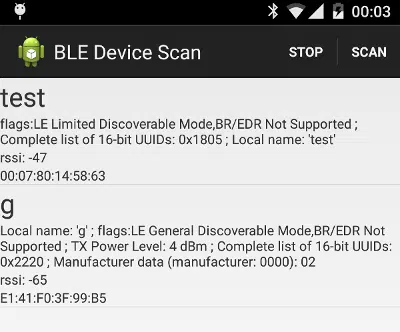 00:03
BLE Device Scan STOP SCAN
test
flags:LE Limited Discoverable Mode,BR/EDR Not Supported ;
Complete list of 16-bit UUIDs: 0x1805 ; Local name: 'test'
rssi: -47
00:07:80:14:58:63
g
Local name: 'g' ; flags:LE General Discoverable Mode,BR/EDR Not
Supported ; TX Power Level: 4 dBm ; Complete list of 16-bit UUIDs:
0x2220 ; Manufacturer data (manufacturer: 0000): 02
rssi: -65
E1:41:F0:3F:99:B5